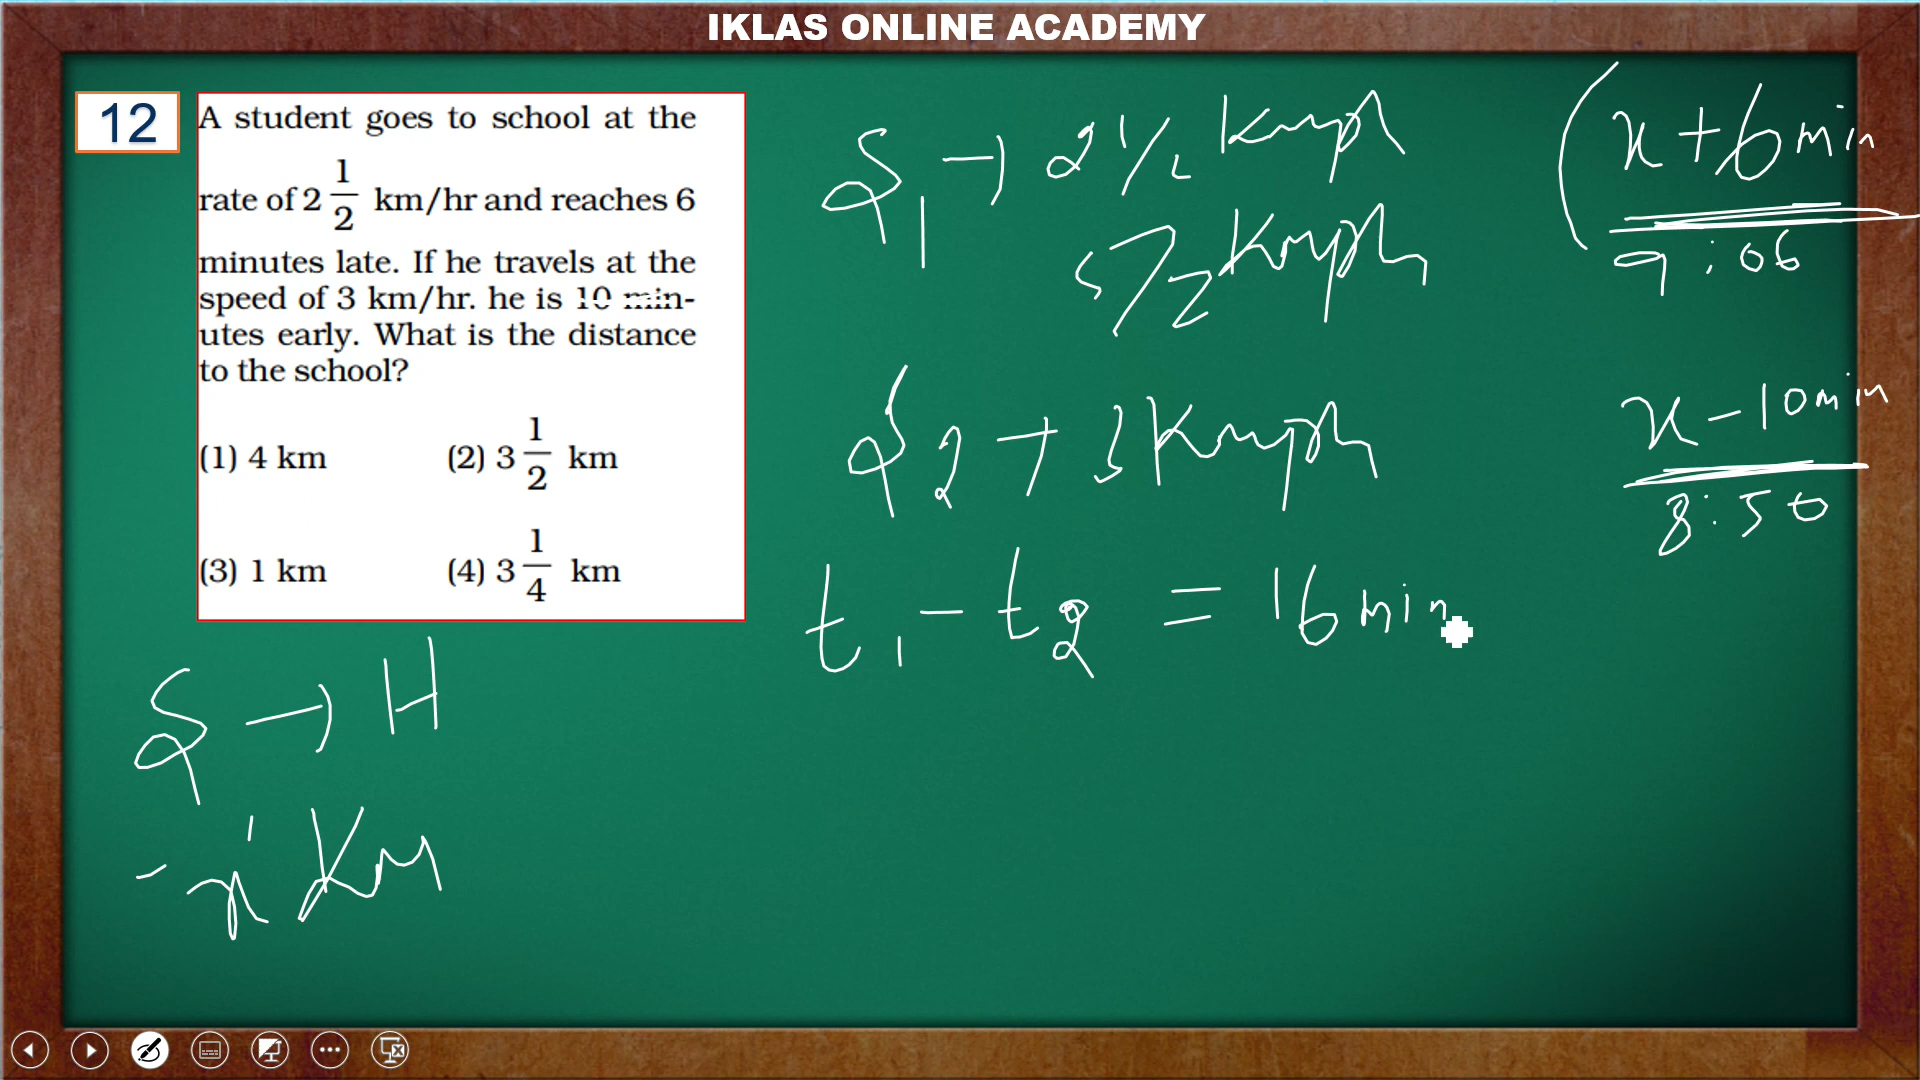 IKLAS ONLINE ACADEMY
12
A student goes to school at the
rate of 2 1/2 km/hr and reaches 6
minutes late. If he travels at the
speed of 3 km/hr. he is 10 min-
utes early. What is the distance
to the school?
(1) 4 km (2) 3 1/2 km
(3) 1 km (4) 3 1/4 km
S → H
= x Km
S1 → 2 1/2 Kmph
5/2 Kmph
S2 → 3 Kmph
t1 - t2 = 16 min
(x + 6 min
9:06
x - 10 min
8:50